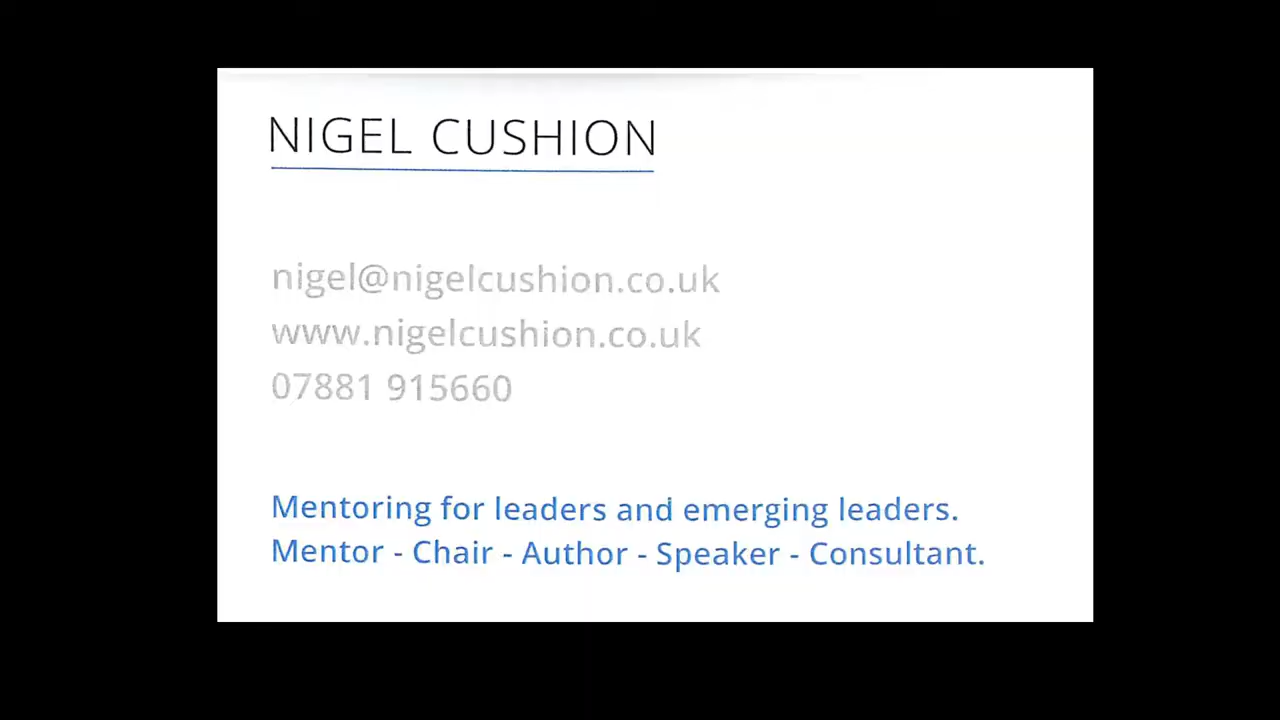 NIGEL CUSHION
nigel@nigelcushion.co.uk
www.nigelcushion.co.uk
07881 915660
Mentoring for leaders and emerging leaders.
Mentor - Chair - Author - Speaker - Consultant.